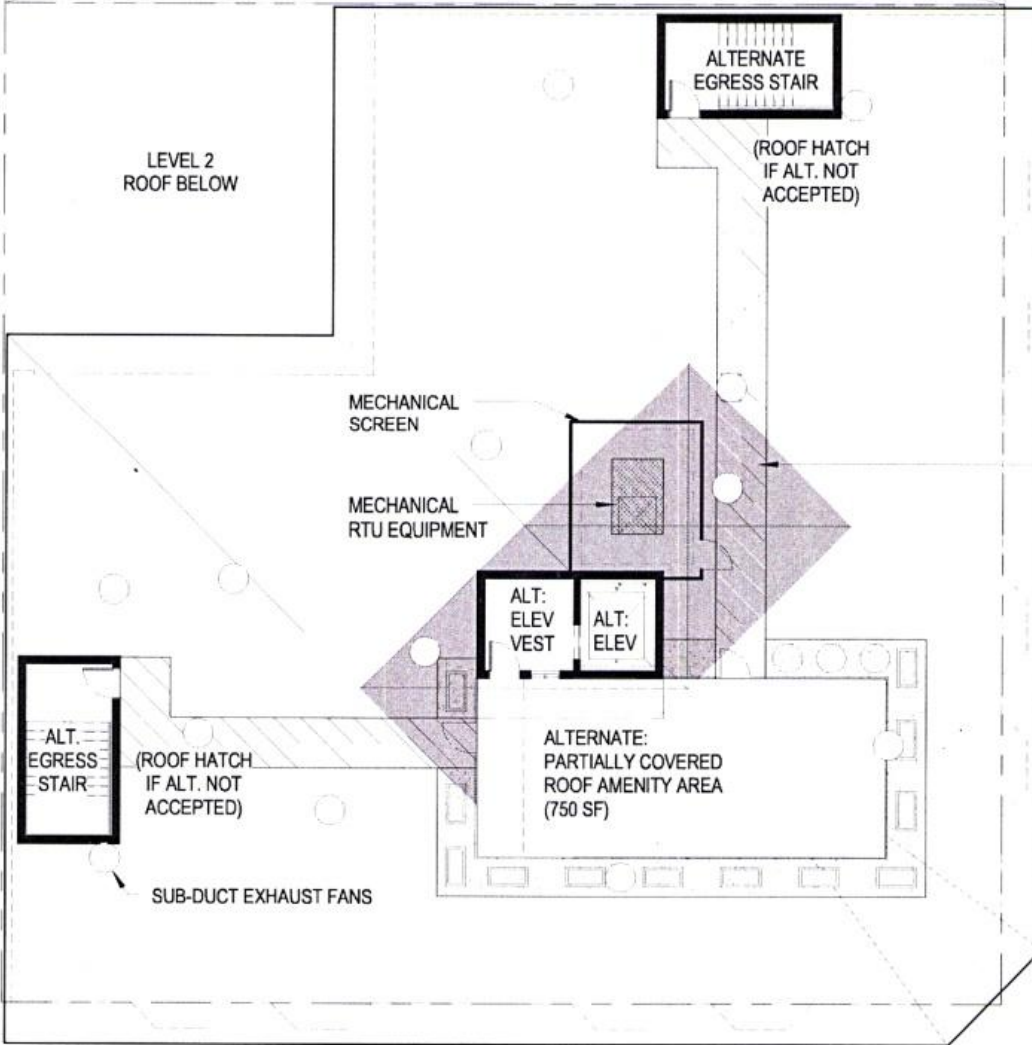 ALTERNATE
EGRESS STAIR
(ROOF HATCH
IF ALT. NOT
ACCEPTED)
LEVEL 2
ROOF BELOW
MECHANICAL
SCREEN
MECHANICAL
RTU EQUIPMENT
ALT:
ELEV
VEST
ALT:
ELEV
ALT.
EGRESS
STAIR
(ROOF HATCH
IF ALT. NOT
ACCEPTED)
ALTERNATE:
PARTIALLY COVERED
ROOF AMENITY AREA
(750 SF)
SUB-DUCT EXHAUST FANS